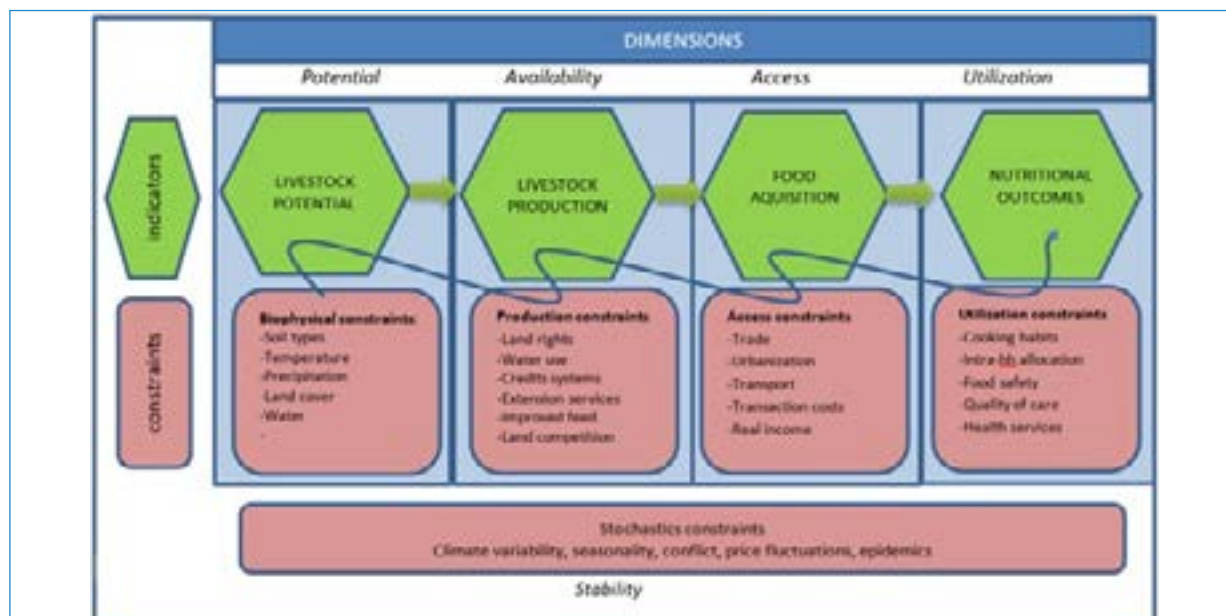 DIMENSIONS
Potential
Availability
Access
Utilization
indicators
LIVESTOCK
POTENTIAL
LIVESTOCK
PRODUCTION
FOOD
AQUISITION
NUTRITIONAL
OUTCOMES
constraints
Biophysical constraints
-Soil types
-Temperature
-Precipitation
-Land cover
-Water
-
Production constraints
-Land rights
-Water use
-Credits systems
-Extension services
-Improved feed
-Land competition
Access constraints
-Trade
-Urbanization
-Transport
-Transaction costs
-Real income
Utilization constraints
-Cooking habits
-Intra-hh allocation
-Food safety
-Quality of care
-Health services
Stochastics constraints
Climate variability, seasonality, conflict, price fluctuations, epidemics
Stability